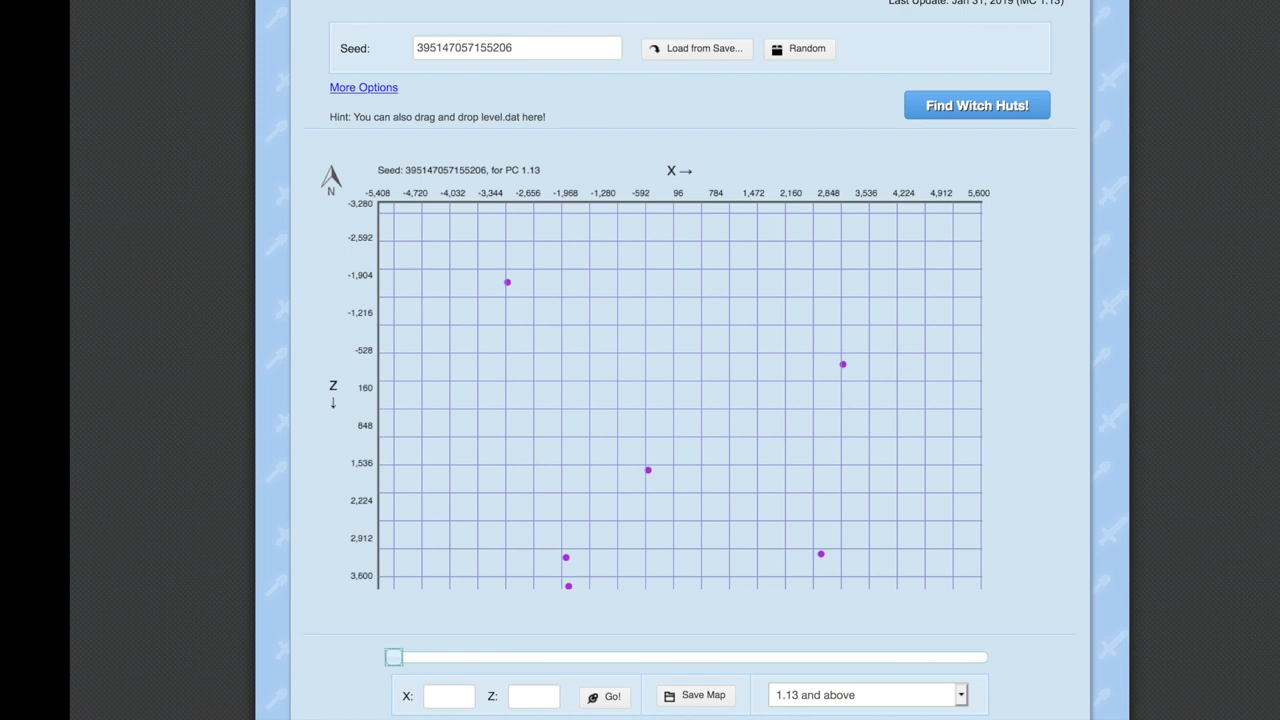 Last Update: Jan 31, 2019 (MC 1.13)
Seed: 395147057155206 Load from Save... Random
More Options
Find Witch Huts!
Hint: You can also drag and drop level.dat here!
Seed: 395147057155206, for PC 1.13 X →
N
-5,408 -4,720 -4,032 -3,344 -2,656 -1,968 -1,280 -592 96 784 1,472 2,160 2,848 3,536 4,224 4,912 5,600
-3,280
-2,592
-1,904
-1,216
-528
Z 160
↓
848
1,536
2,224
2,912
3,600
X: Z: Go! Save Map 1.13 and above